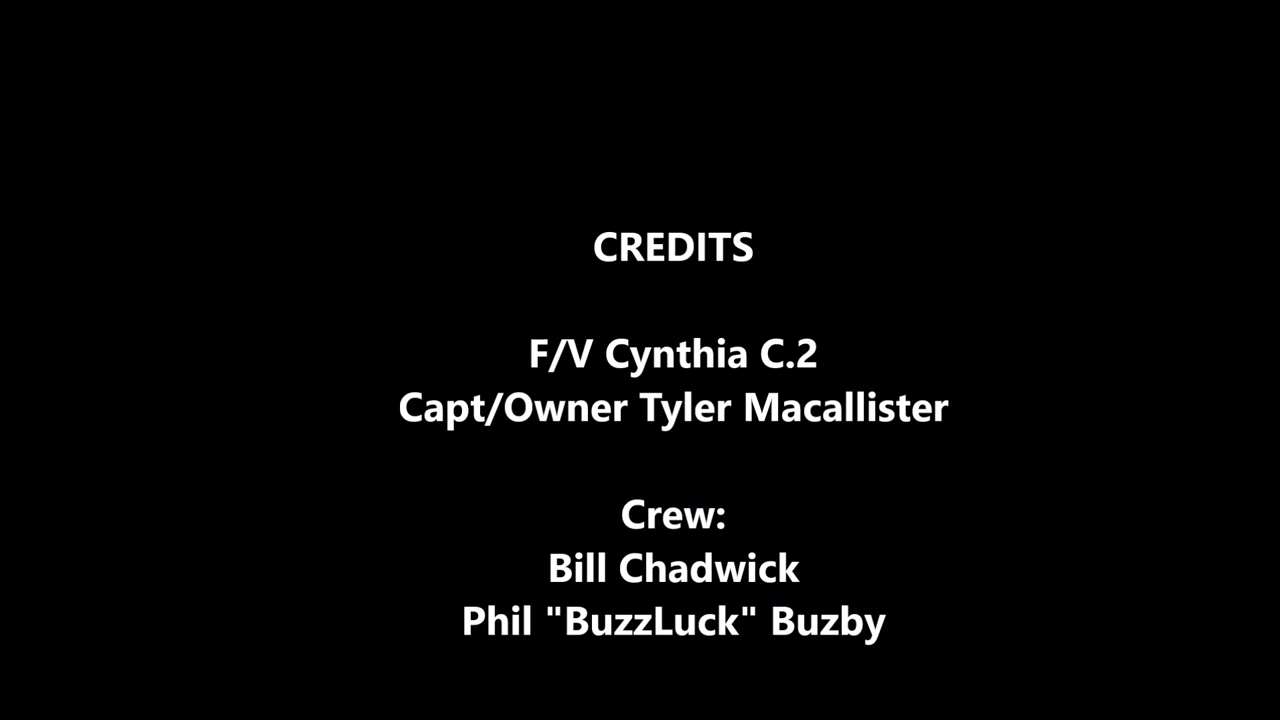 CREDITS
F/V Cynthia C.2
Capt/Owner Tyler Macallister
Crew:
Bill Chadwick
Phil "BuzzLuck" Buzby